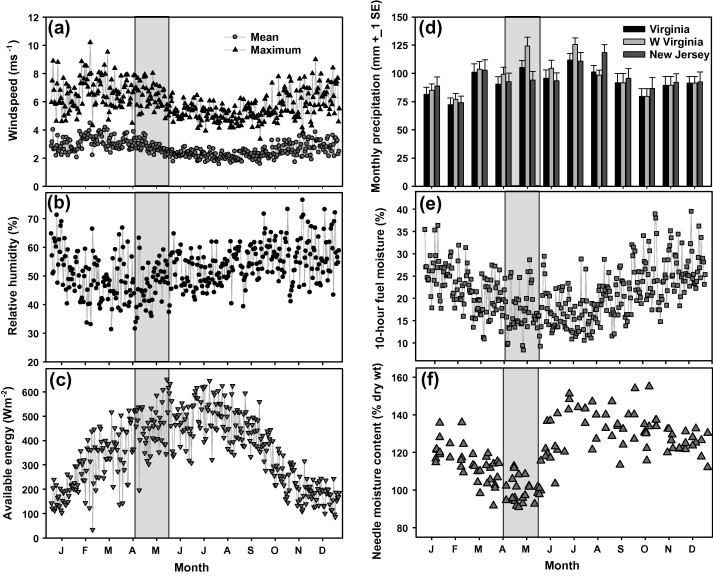 (a)
Mean
Maximum
Windspeed (ms -1)
12
10
8
6
4
2
0
(b)
Relative humidity (%)
70
60
50
40
30
20
(c)
Available energy (Wm-2)
600
500
400
300
200
100
0
J F M A M J J A S O N D
Month
(d)
Virginia
W Virginia
New Jersey
Monthly precipitation (mm +_1 SE)
150
125
100
75
50
25
0
(e)
10-hour fuel moisture (%)
40
35
30
25
20
15
10
(f)
Needle moisture content (% dry wt)
160
140
120
100
80
J F M A M J J A S O N D
Month